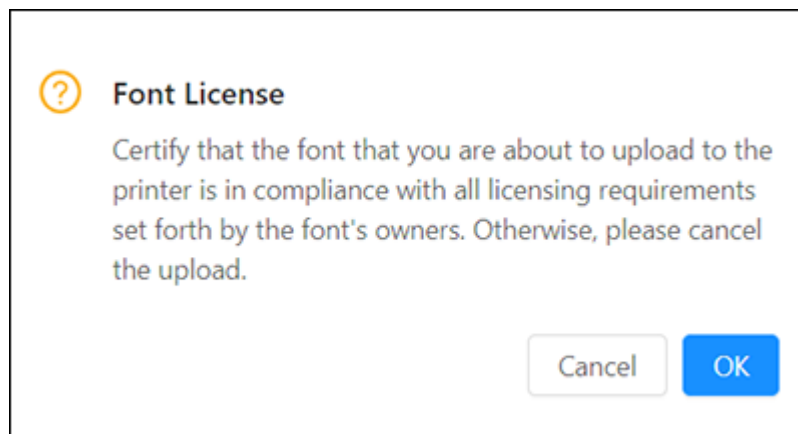 Font License
Certify that the font that you are about to upload to the
printer is in compliance with all licensing requirements
set forth by the font's owners. Otherwise, please cancel
the upload.
Cancel OK